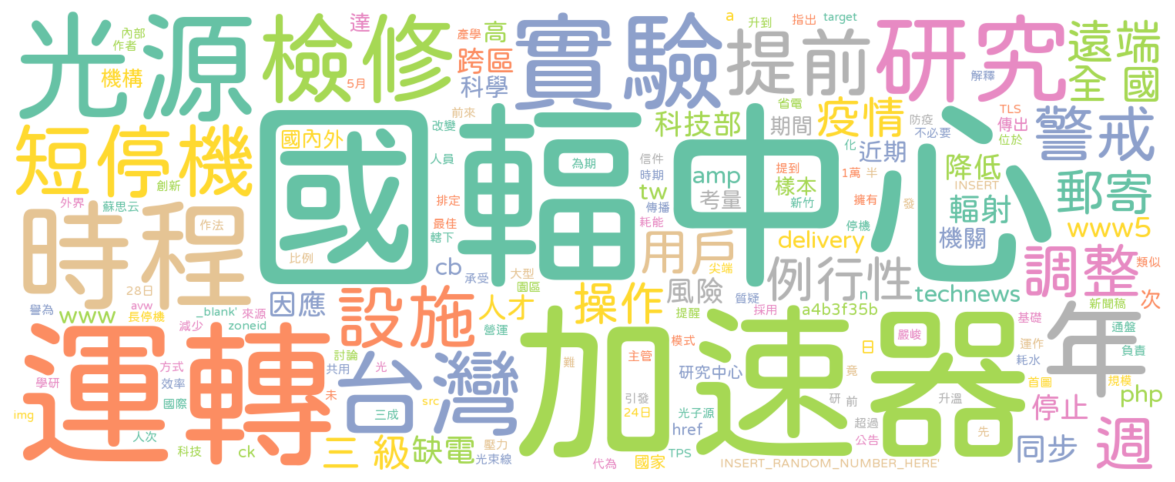 國輻中心
加速器
光源
檢修
實驗
提前
研究
遠端
全國
短停機
時程
運轉
台灣
設施
操作
用戶
例行性
調整
年
週
警戒
郵寄
疫情
科技部
期間
近期
降低
輻射
機關
www5
delivery
technews
因應
人才
風險
樣本
考量
amp
tw
cb
www
國內外
機構
跨區
科學
高
達
三級
缺電
停止
同步
php
次
研究中心
href
a4b3f35b
INSERT_RANDOM_NUMBER_HERE'
INSERT
TPS
TLS
ck
zoneid
_blank'
avw
img
src
target
a
n
內部
作者
產學
5月
創新
外界
蘇思云
作法
比例
28日
譽為
長停機
來源
減少
方式
效率
學研
國際
人次
科技
討論
共用
未
三成
光
壓力
光束線
營運
承受
大型
園區
為期
人員
改變
前來
排定
最佳
轄下
信件
時期
傳播
耗能
提到
新竹
省電
防疫
不必要
化
1萬
半
擁有
停機
發
升到
指出
解釋
傳出
位於
尖端
提醒
質疑
採用
模式
主管
難
引發
24日
光子源
代為
國家
日
竟
研
前
超過
公告
升溫
嚴峻
先
基礎
運作
耗水
首圖
規模
負責
通盤
新聞稿
類似